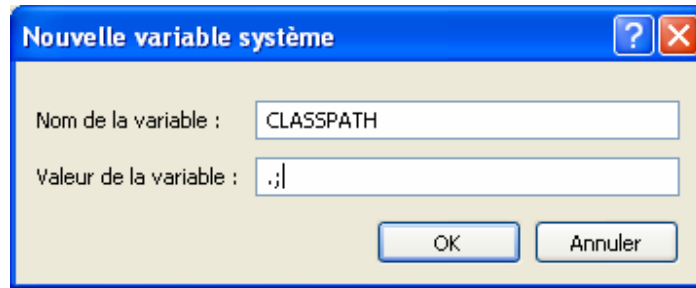 Nouvelle variable système
Nom de la variable : CLASSPATH
Valeur de la variable : .;
OK Annuler